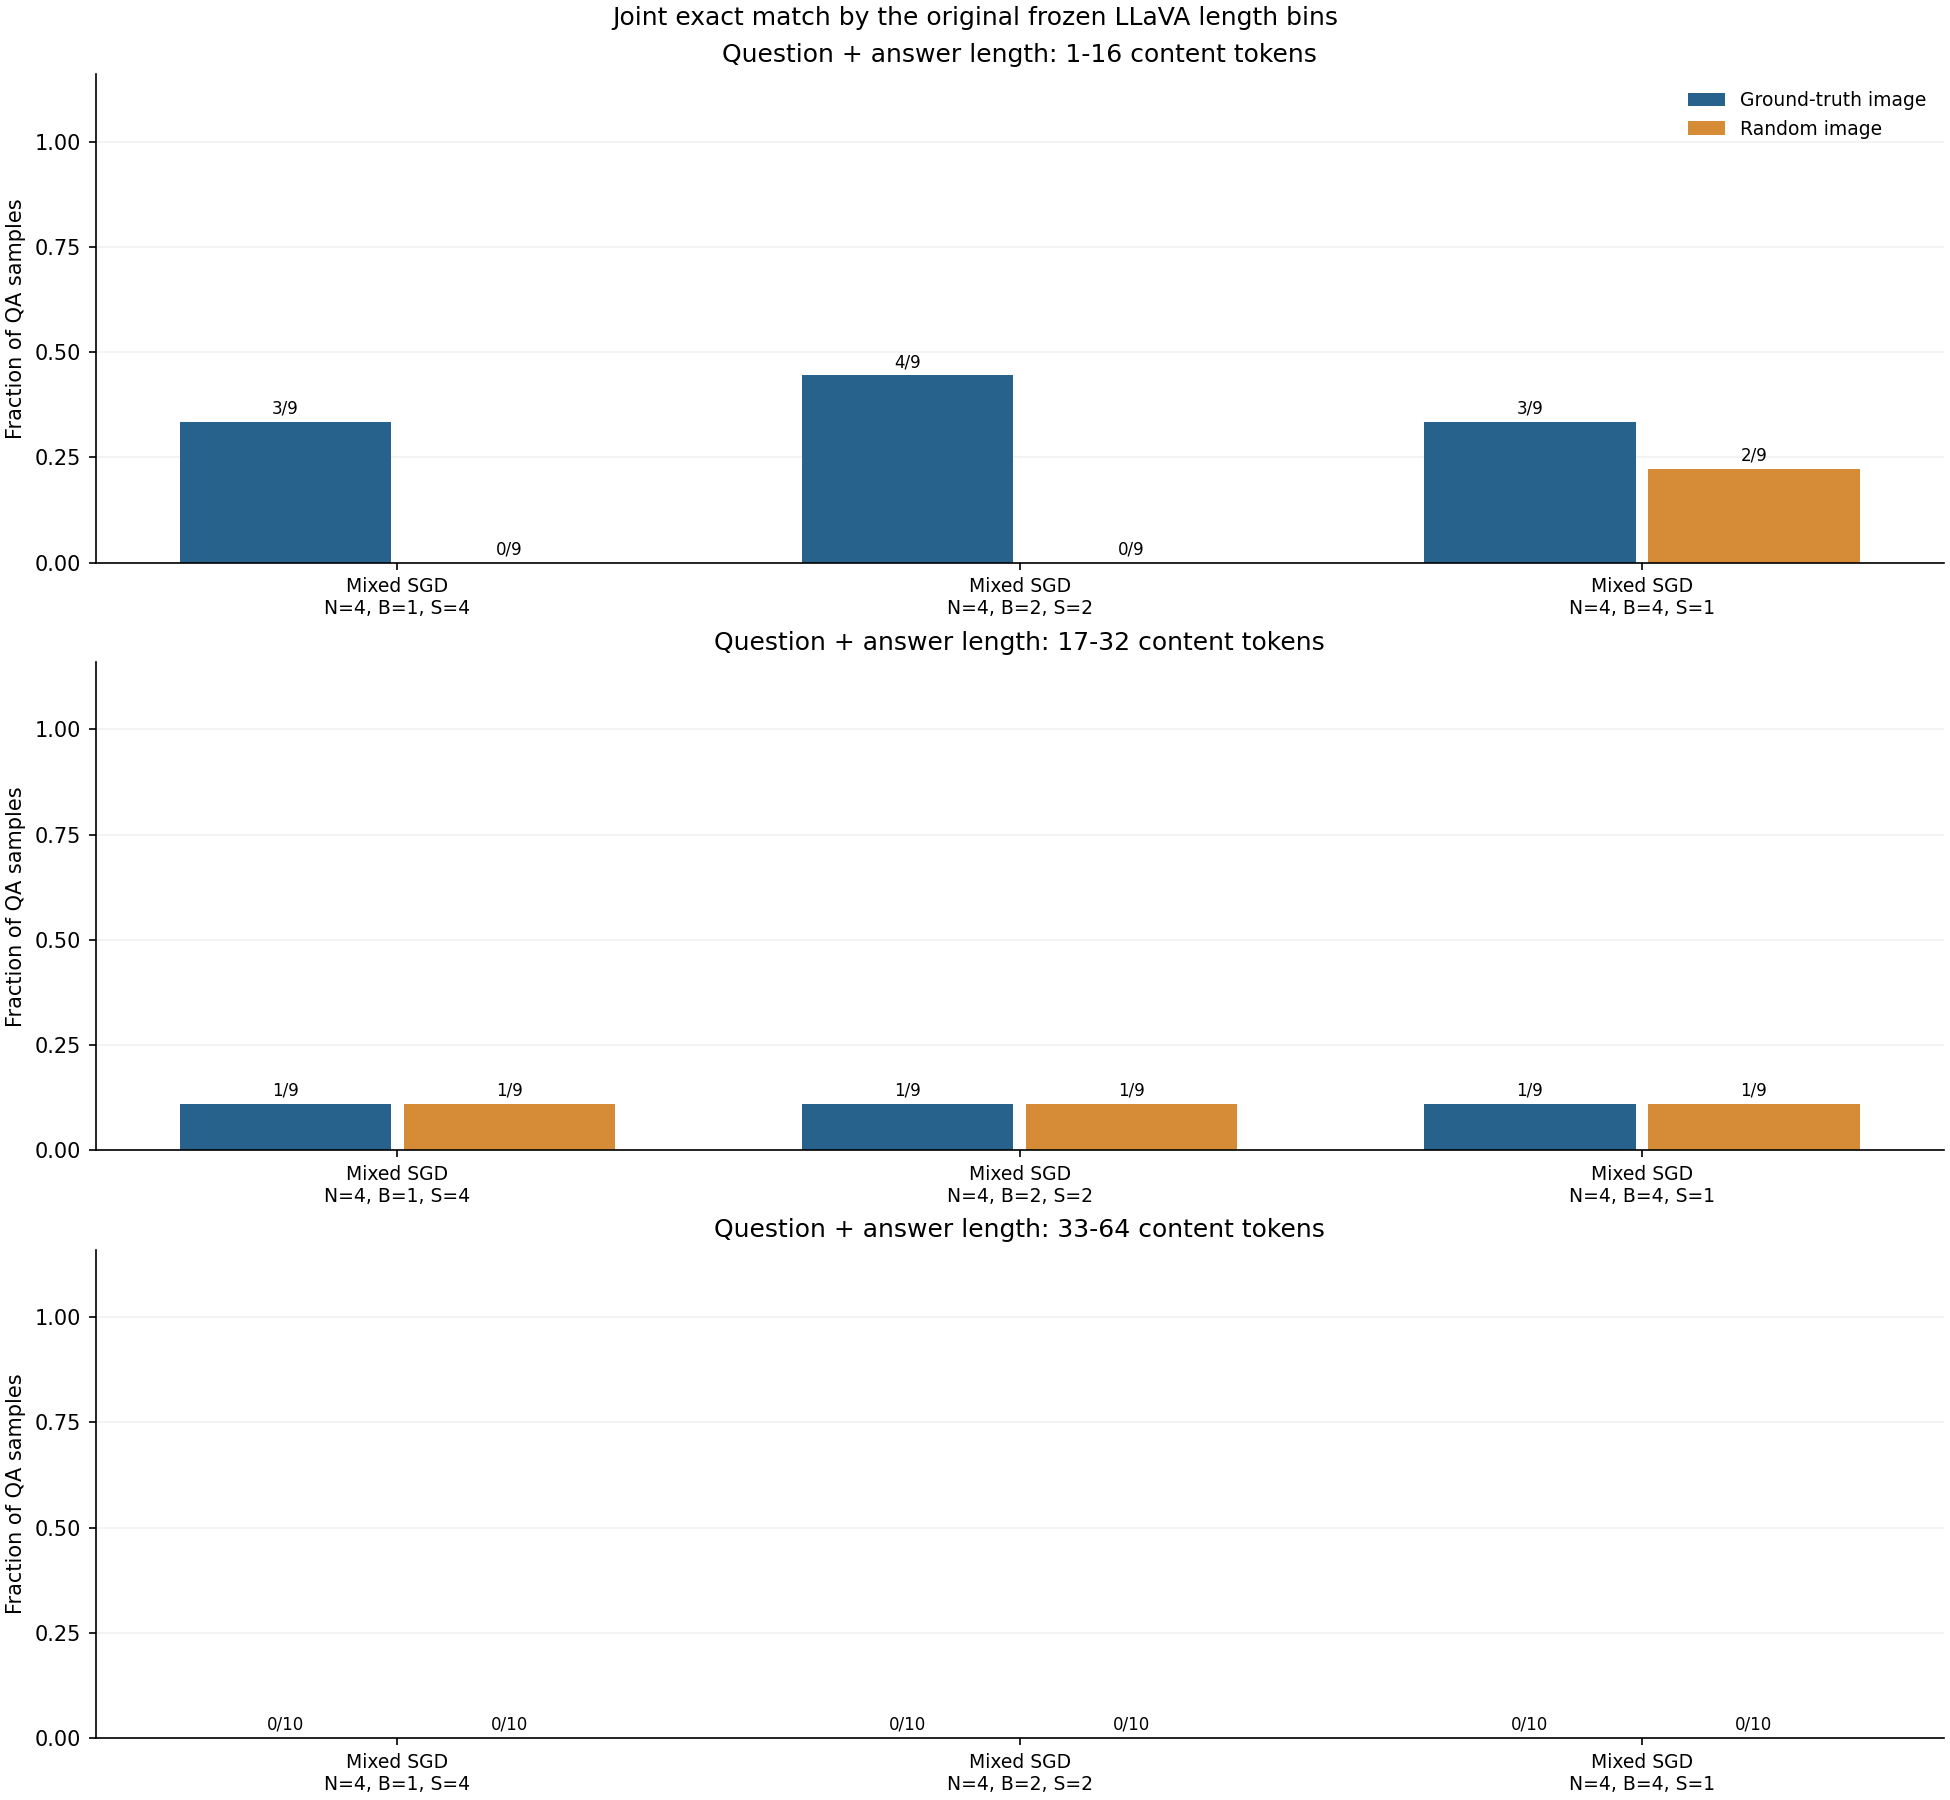 Joint exact match by the original frozen LLaVA length bins
Question + answer length: 1-16 content tokens
Ground-truth image
Random image
Fraction of QA samples
1.00
0.75
0.50
0.25
0.00
3/9
0/9
4/9
0/9
3/9
2/9
Mixed SGD
N=4, B=1, S=4
Mixed SGD
N=4, B=2, S=2
Mixed SGD
N=4, B=4, S=1
Question + answer length: 17-32 content tokens
Fraction of QA samples
1.00
0.75
0.50
0.25
0.00
1/9
1/9
1/9
1/9
1/9
1/9
Mixed SGD
N=4, B=1, S=4
Mixed SGD
N=4, B=2, S=2
Mixed SGD
N=4, B=4, S=1
Question + answer length: 33-64 content tokens
Fraction of QA samples
1.00
0.75
0.50
0.25
0.00
0/10
0/10
0/10
0/10
0/10
0/10
Mixed SGD
N=4, B=1, S=4
Mixed SGD
N=4, B=2, S=2
Mixed SGD
N=4, B=4, S=1